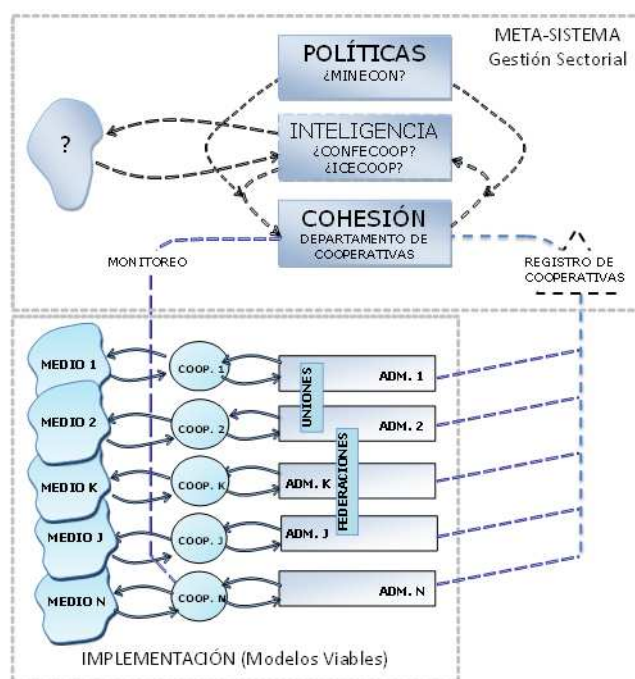 META-SISTEMA
Gestión Sectorial
POLÍTICAS
¿MINECON?
?
INTELIGENCIA
¿CONFECOOP?
¿ICECOOP?
COHESIÓN
DEPARTAMENTO DE
COOPERATIVAS
MONITOREO
REGISTRO DE
COOPERATIVAS
MEDIO 1
COOP. 1
ADM. 1
UNIONES
MEDIO 2
COOP. 2
ADM. 2
MEDIO K
COOP. K
ADM. K
FEDERACIONES
MEDIO J
COOP. J
ADM. J
MEDIO N
COOP. N
ADM. N
IMPLEMENTACIÓN (Modelos Viables)